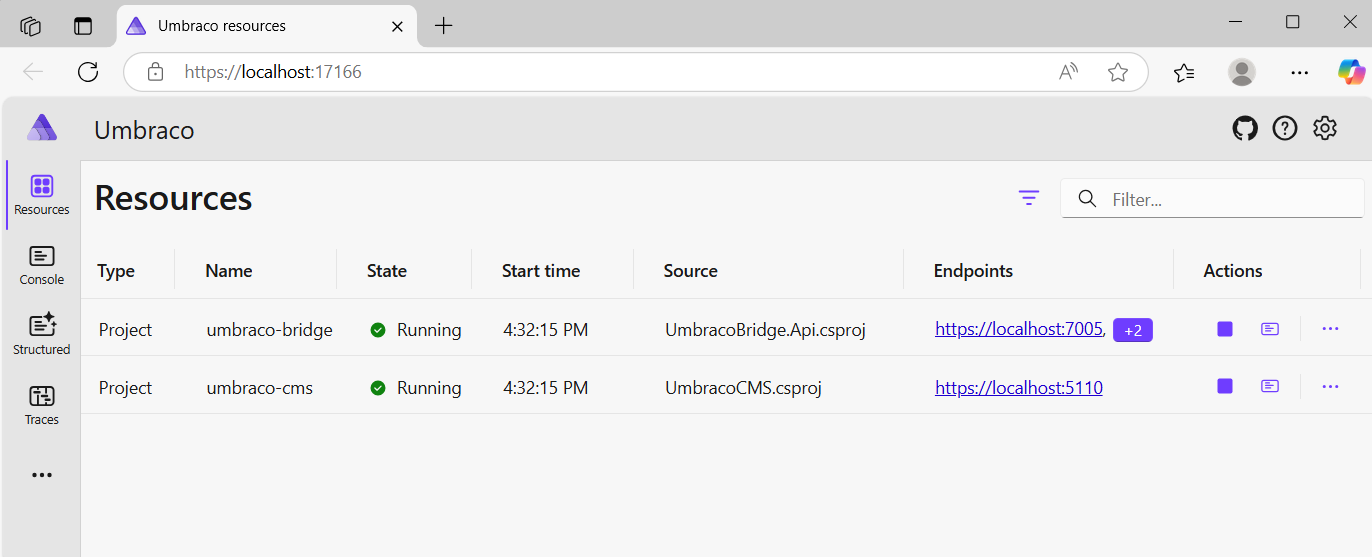 Umbraco resources
https://localhost:17166
Umbraco
Resources
Filter...
Resources
Console
Structured
Traces
Type Name State Start time Source Endpoints Actions
Project umbraco-bridge Running 4:32:15 PM UmbracoBridge.Api.csproj https://localhost:7005, +2
Project umbraco-cms Running 4:32:15 PM UmbracoCMS.csproj https://localhost:5110